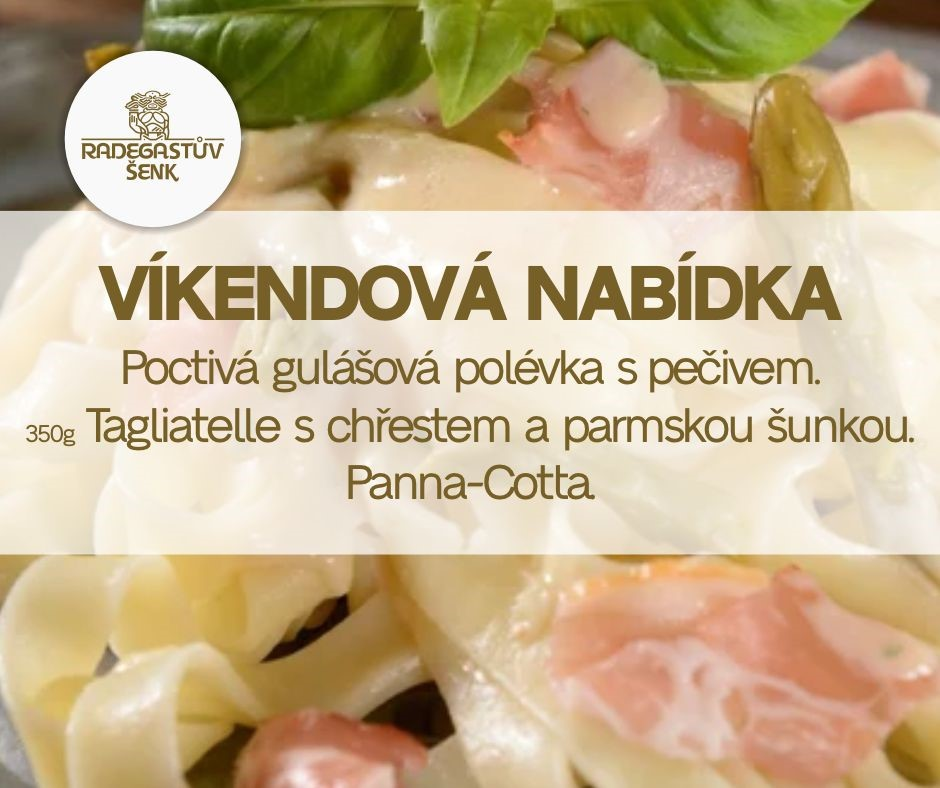 RADEGASTŮV
ŠENK
VÍKENDOVÁ NABÍDKA
Poctivá gulášová polévka s pečivem.
350g Tagliatelle s chřestem a parmskou šunkou.
Panna-Cotta.